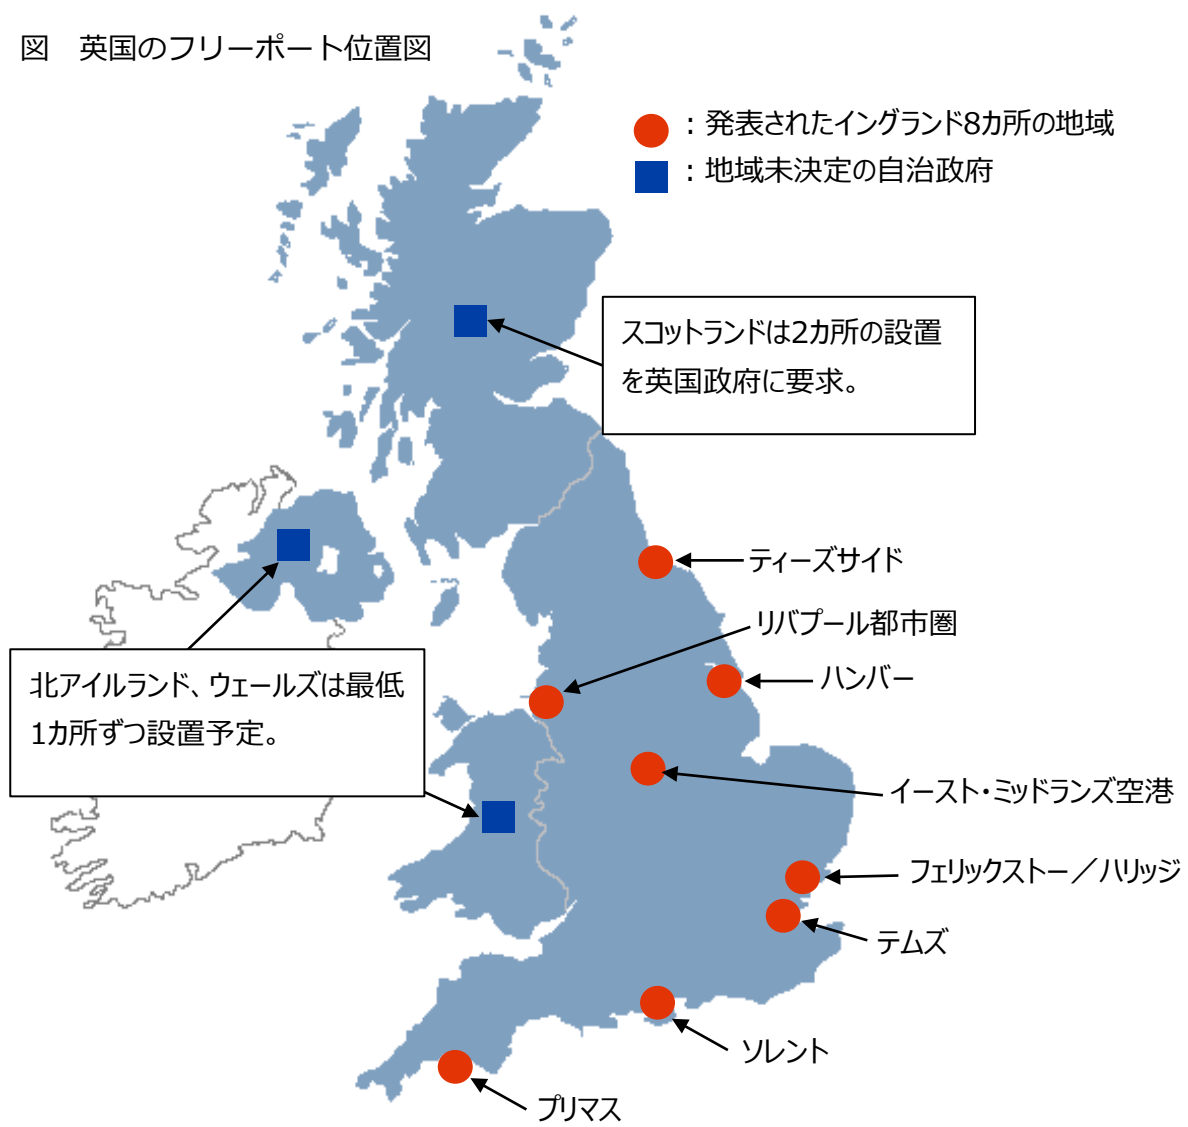 図　英国のフリーポート位置図
：発表されたイングランド8カ所の地域
：地域未決定の自治政府
スコットランドは2カ所の設置
を英国政府に要求。
ティーズサイド
リバプール都市圏
ハンバー
北アイルランド、ウェールズは最低
1カ所ずつ設置予定。
イースト・ミッドランズ空港
フェリックストー／ハリッジ
テムズ
ソレント
プリマス